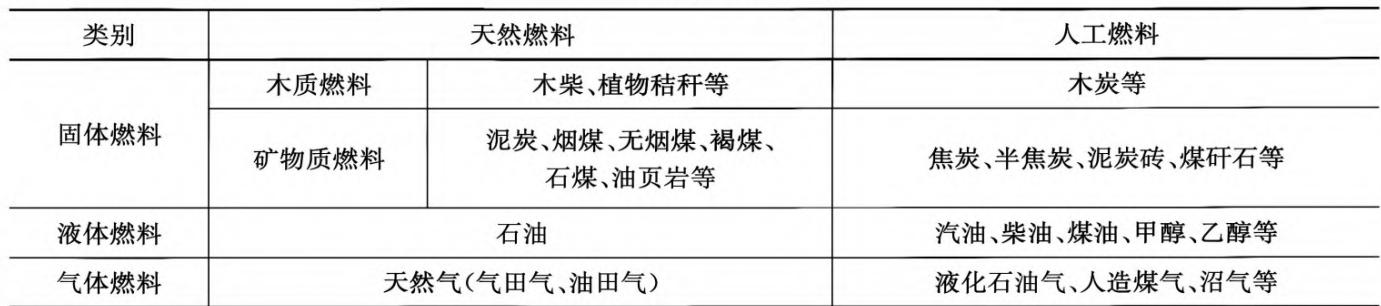 类别 天然燃料 人工燃料
固体燃料 木质燃料 木柴、植物秸秆等 木炭等
矿物质燃料 泥炭、烟煤、无烟煤、褐煤、
石煤、油页岩等 焦炭、半焦炭、泥炭砖、煤矸石等
液体燃料 石油 汽油、柴油、煤油、甲醇、乙醇等
气体燃料 天然气(气田气、油田气) 液化石油气、人造煤气、沼气等